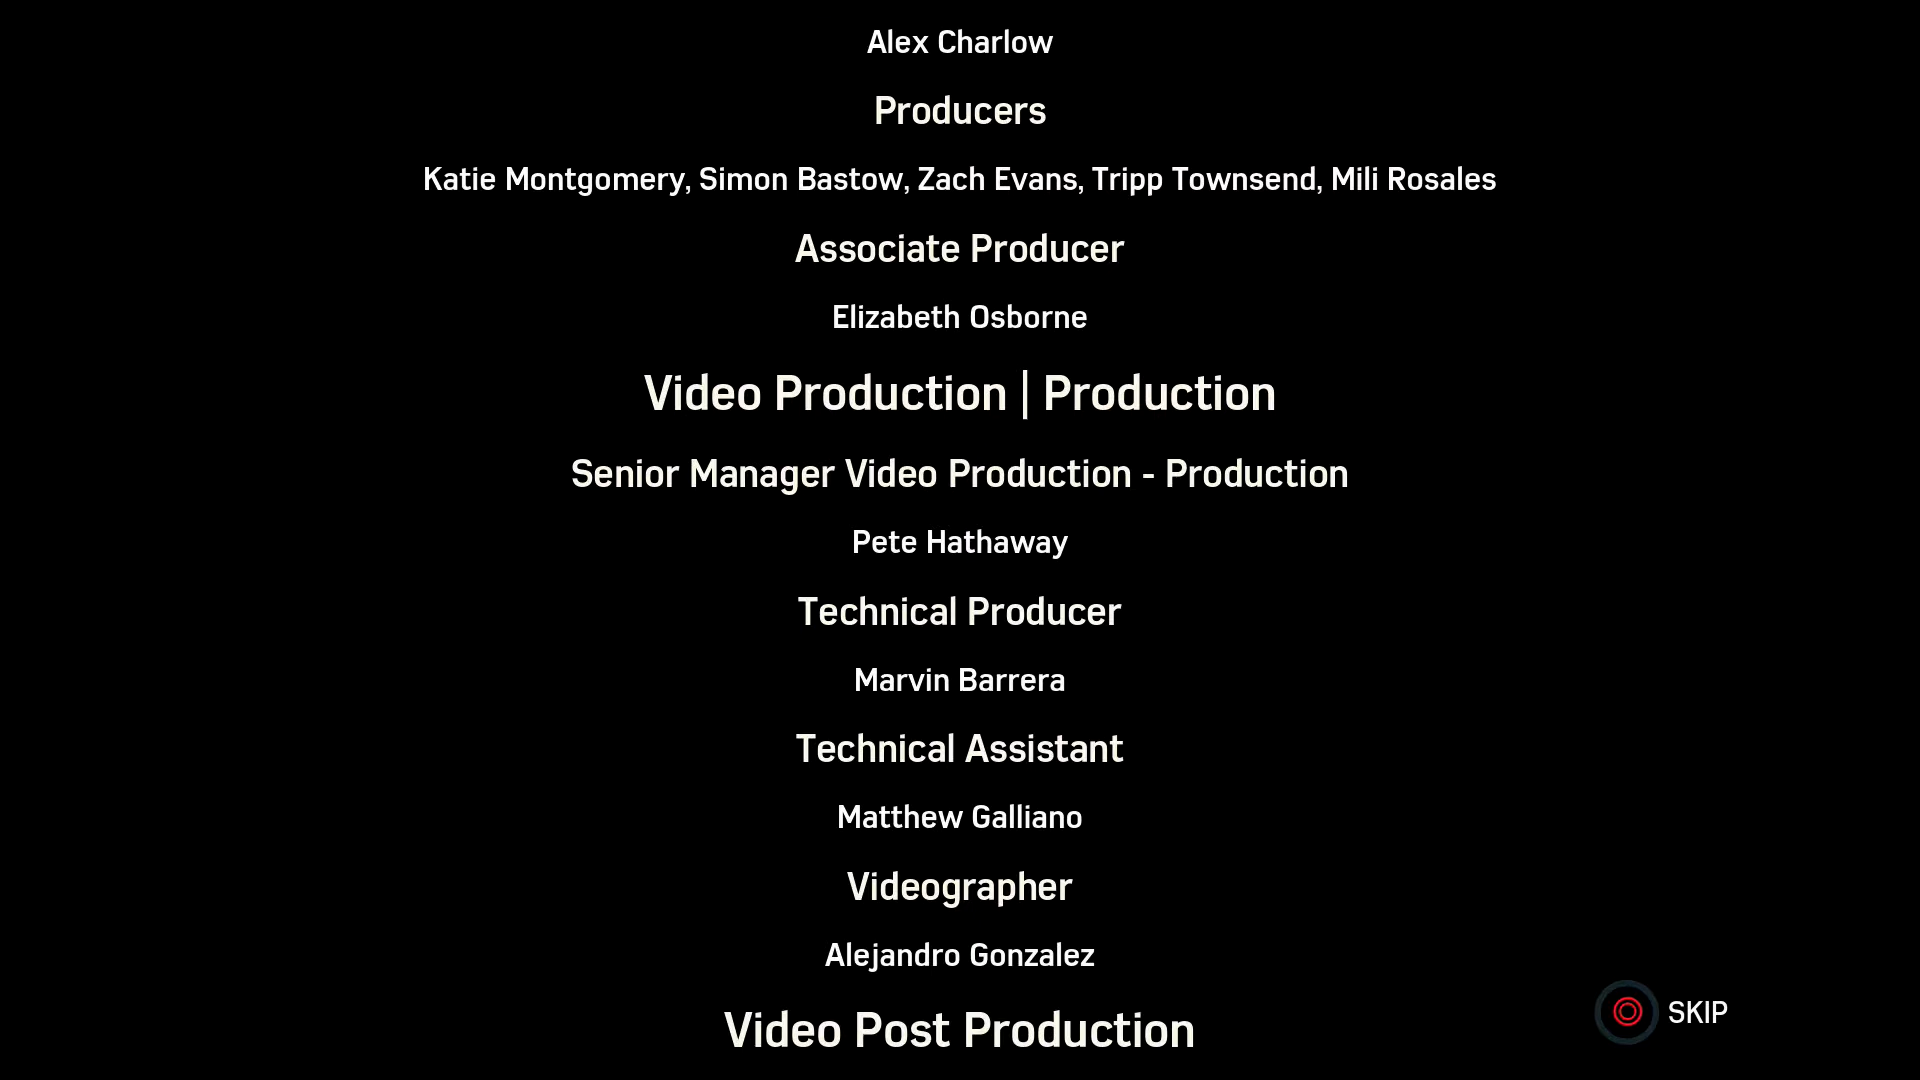 Alex Charlow
Producers
Katie Montgomery, Simon Bastow, Zach Evans, Tripp Townsend, Mili Rosales
Associate Producer
Elizabeth Osborne
Video Production | Production
Senior Manager Video Production - Production
Pete Hathaway
Technical Producer
Marvin Barrera
Technical Assistant
Matthew Galliano
Videographer
Alejandro Gonzalez
SKIP
Video Post Production